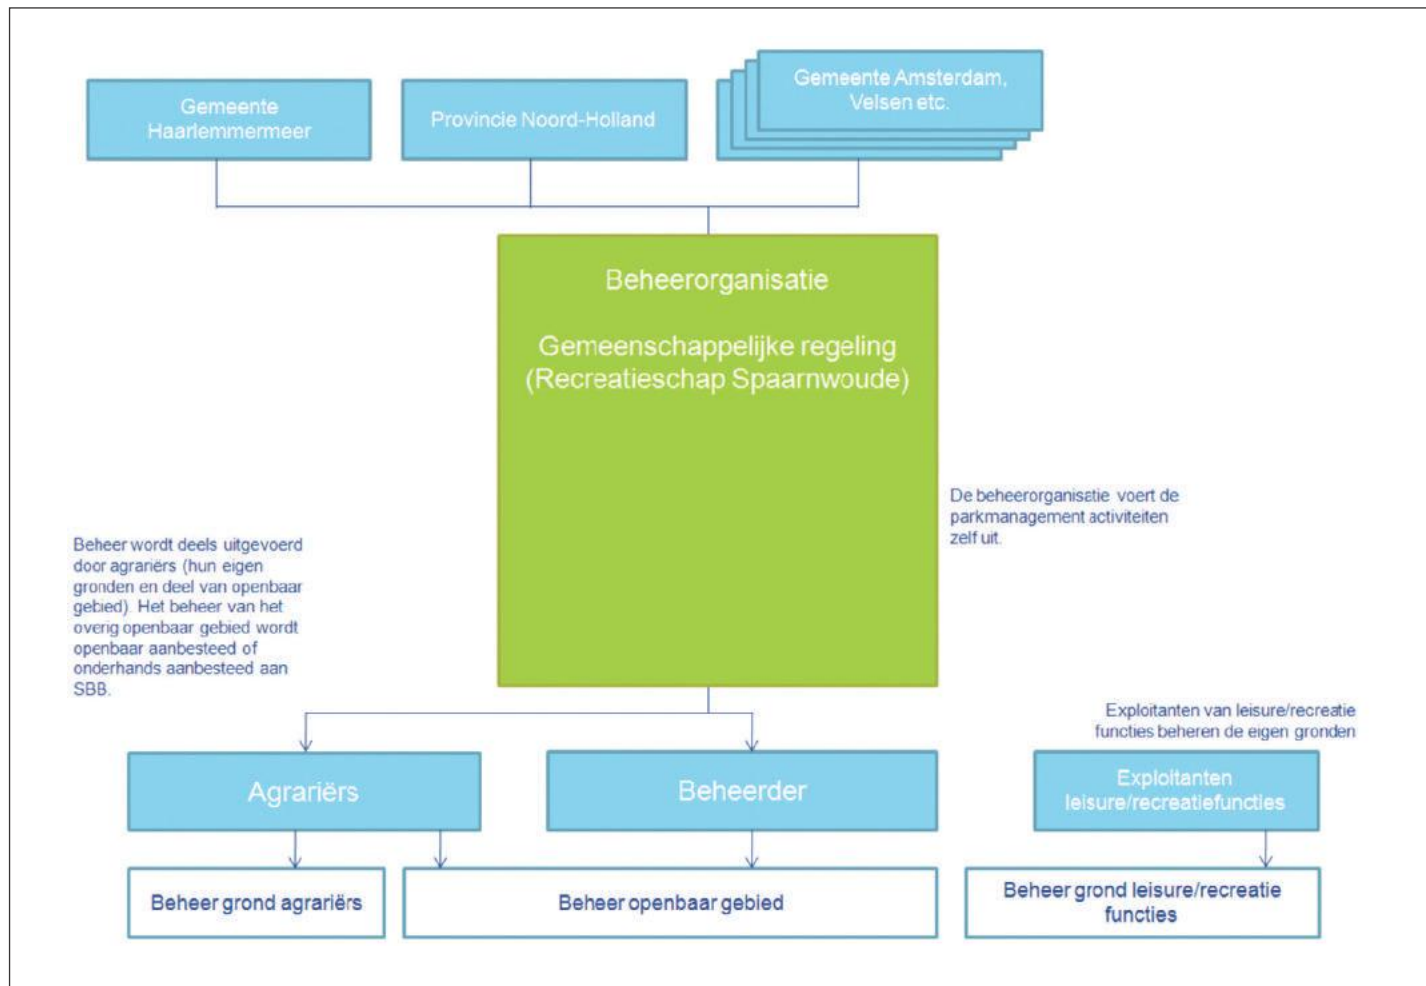 Gemeente
Haarlemmermeer
Provincie Noord-Holland
Gemeente Amsterdam,
Velsen etc.
Beheerorganisatie
Gemeenschappelijke regeling
(Recreatieschap Spaarnwoude)
De beheerorganisatie voert de
parkmanagement activiteiten
zelf uit.
Beheer wordt deels uitgevoerd
door agrariërs (hun eigen
gronden en deel van openbaar
gebied). Het beheer van het
overig openbaar gebied wordt
openbaar aanbesteed of
onderhands aanbesteed aan
SBB.
Exploitanten van leisure/recreatie
functies beheren de eigen gronden
Agrariërs
Beheerder
Exploitanten
leisure/recreatiefuncties
Beheer grond agrariërs
Beheer openbaar gebied
Beheer grond leisure/recreatie
functies